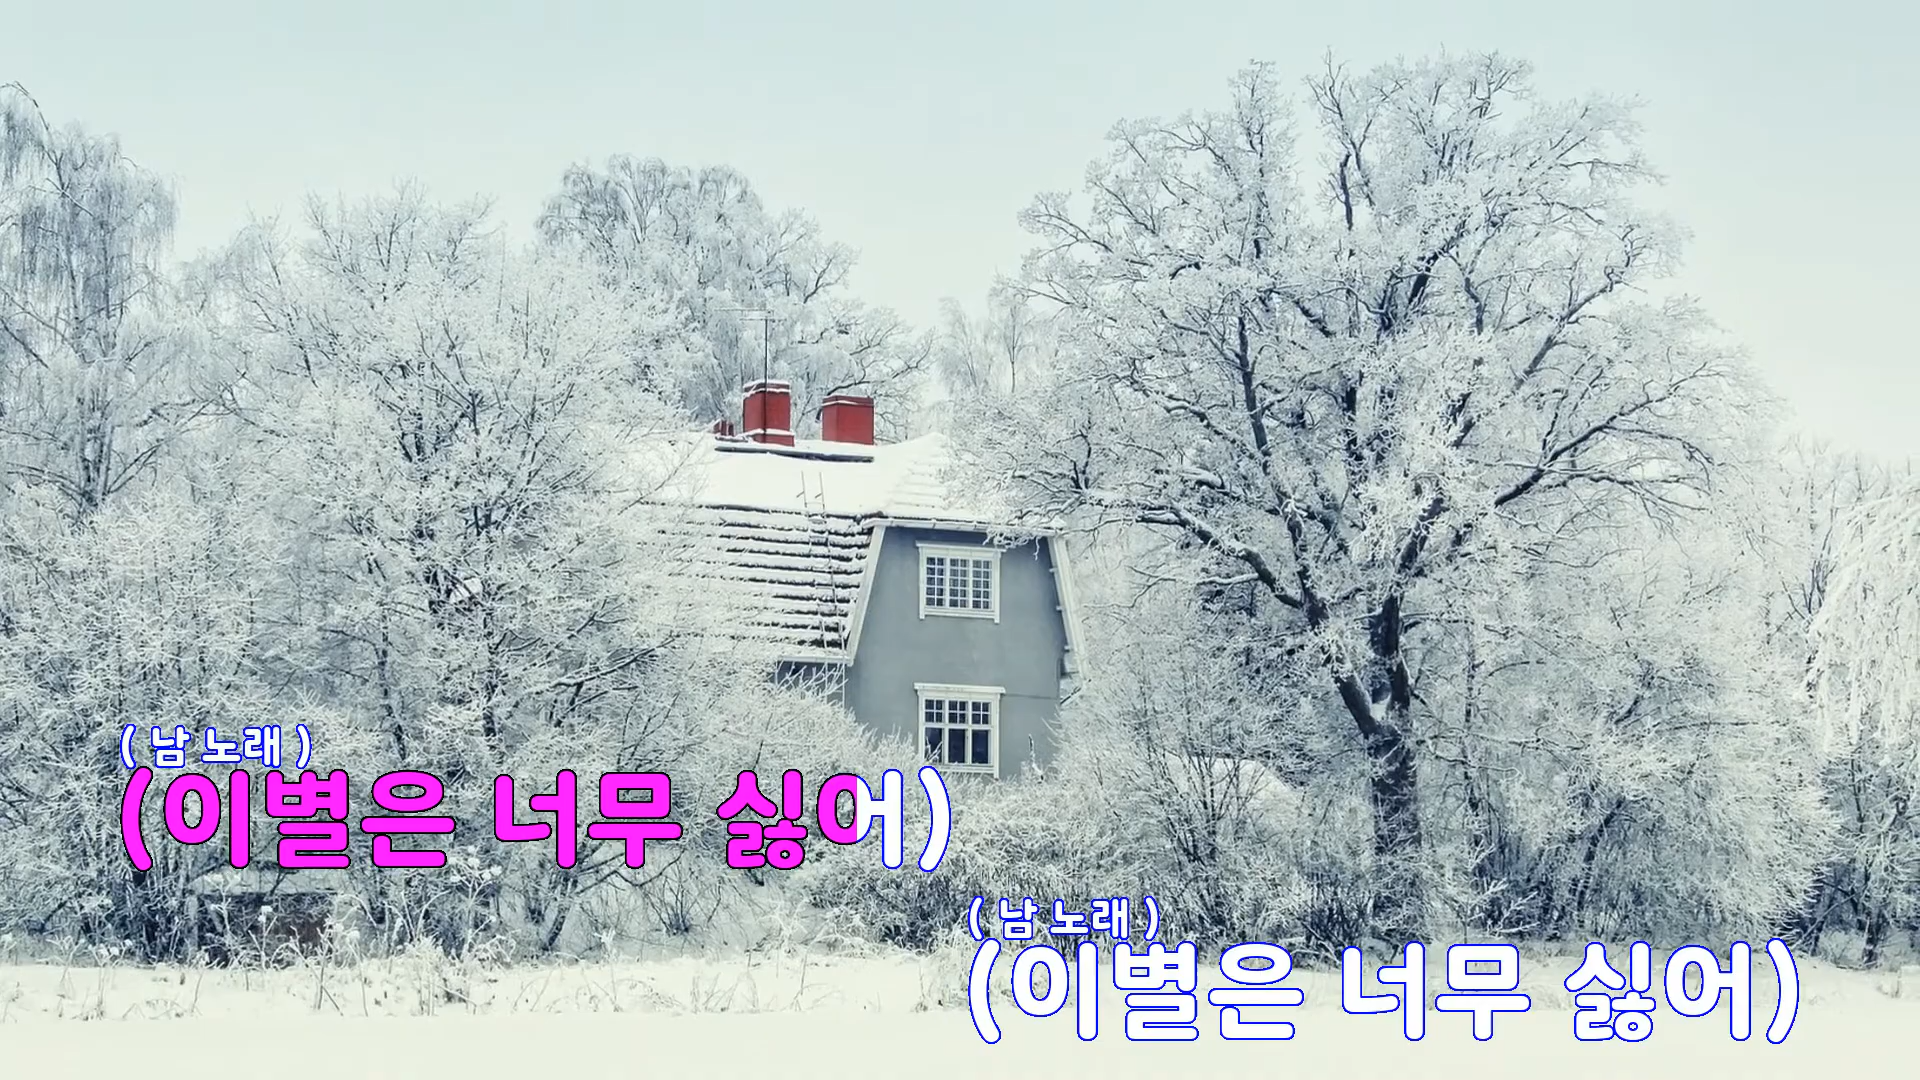 ( 남 노래 )
(이별은 너무 싫어)
( 남 노래 )
(이별은 너무 싫어)